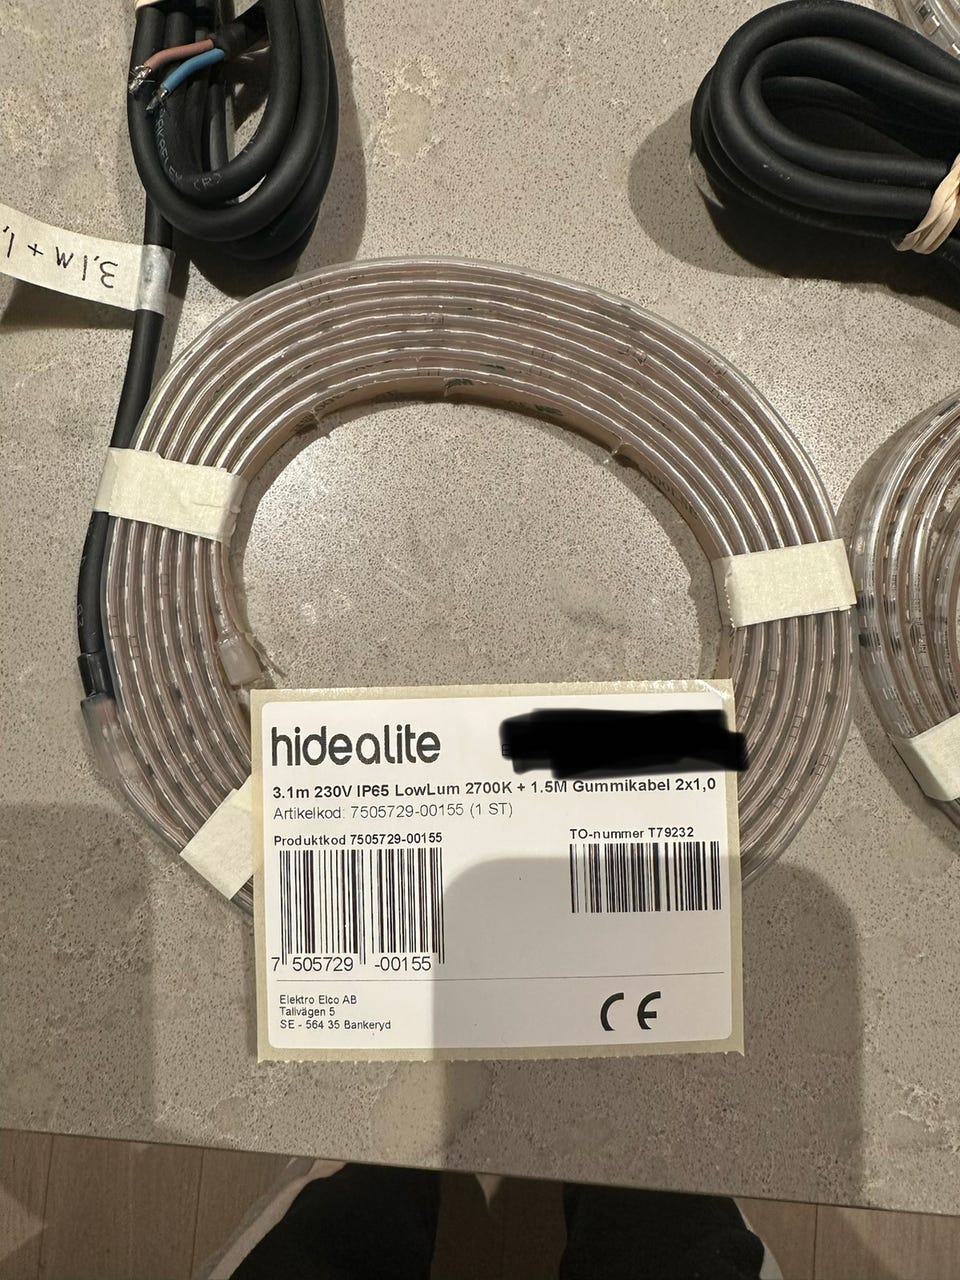 3,1m +
hidealite
3.1m 230V IP65 LowLum 2700K + 1.5M Gummikabel 2x1,0
Artikelkod: 7505729-00155 (1 ST)
Produktkod 7505729-00155
TO-nummer T79232
7 505729 -00155
Elektro Elco AB
Tallvägen 5
SE - 564 35 Bankeryd
CE